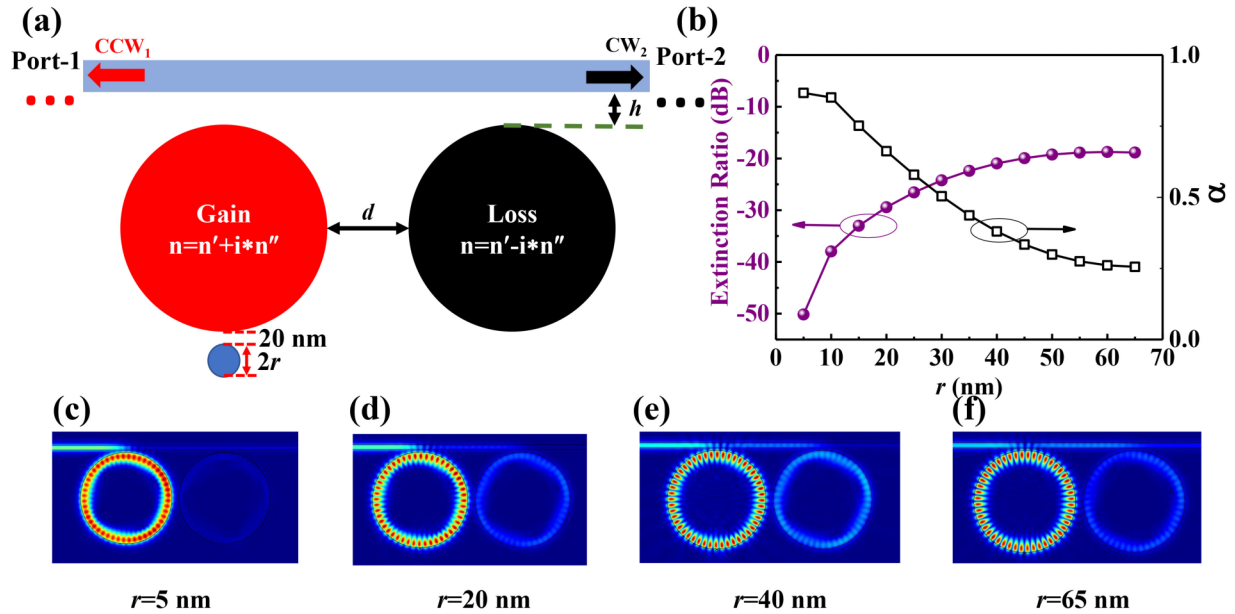 (a)
CCW₁
CW₂
Port-1
Port-2
h
Gain
n=n′+i*n″
d
Loss
n=n′-i*n″
20 nm
2r
(b)
Extinction Ratio (dB)
0
-10
-20
-30
-40
-50
1.0
0.5
0.0
α
0 10 20 30 40 50 60 70
r (nm)
(c) (d) (e) (f)
r=5 nm r=20 nm r=40 nm r=65 nm